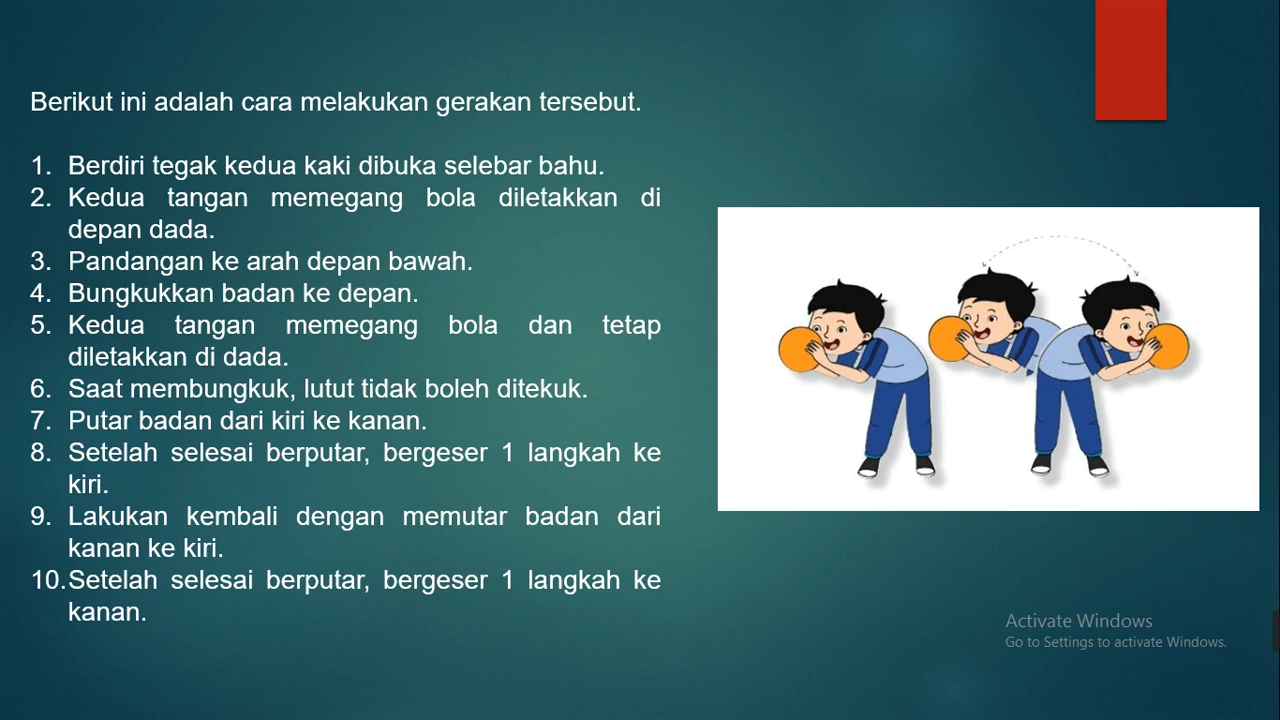 Berikut ini adalah cara melakukan gerakan tersebut.
1. Berdiri tegak kedua kaki dibuka selebar bahu.
2. Kedua tangan memegang bola diletakkan di
depan dada.
3. Pandangan ke arah depan bawah.
4. Bungkukkan badan ke depan.
5. Kedua tangan memegang bola dan tetap
diletakkan di dada.
6. Saat membungkuk, lutut tidak boleh ditekuk.
7. Putar badan dari kiri ke kanan.
8. Setelah selesai berputar, bergeser 1 langkah ke
kiri.
9. Lakukan kembali dengan memutar badan dari
kanan ke kiri.
10.Setelah selesai berputar, bergeser 1 langkah ke
kanan.
Activate Windows
Go to Settings to activate Windows.